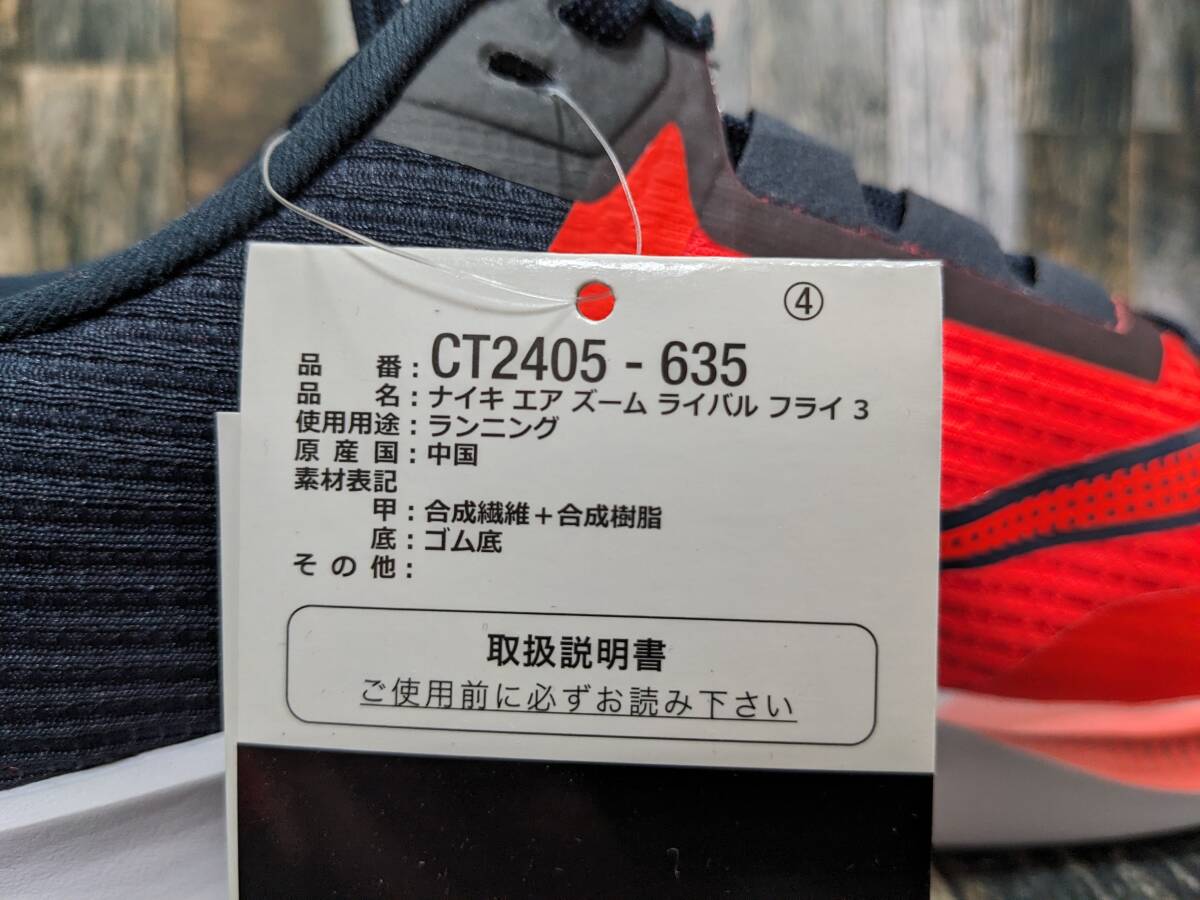 ④
品番:CT2405-635
品名:ナイキ エア ズーム ライバル フライ 3
使用用途:ランニング
原産国:中国
素材表記
甲:合成繊維+合成樹脂
底:ゴム底
その他:
取扱説明書
ご使用前に必ずお読み下さい